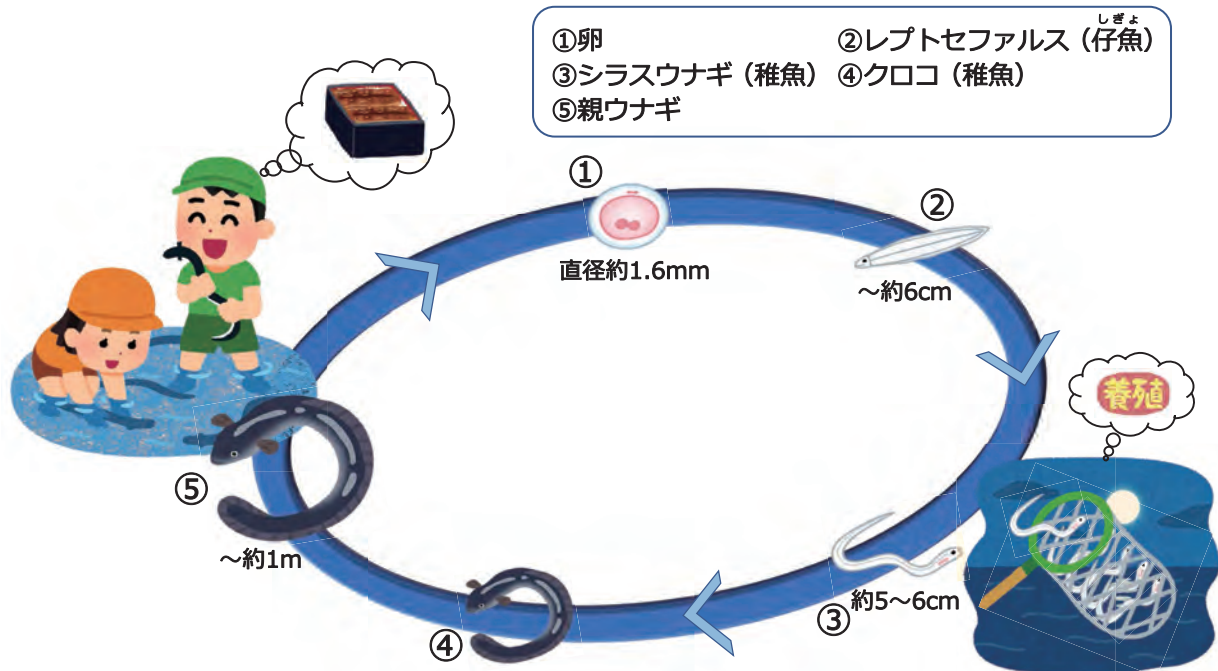 しぎょ
①卵 ②レプトセファルス（仔魚）
③シラスウナギ（稚魚） ④クロコ（稚魚）
⑤親ウナギ
①
直径約1.6mm
②
～約6cm
養殖
③
約5～6cm
④
⑤
～約1m